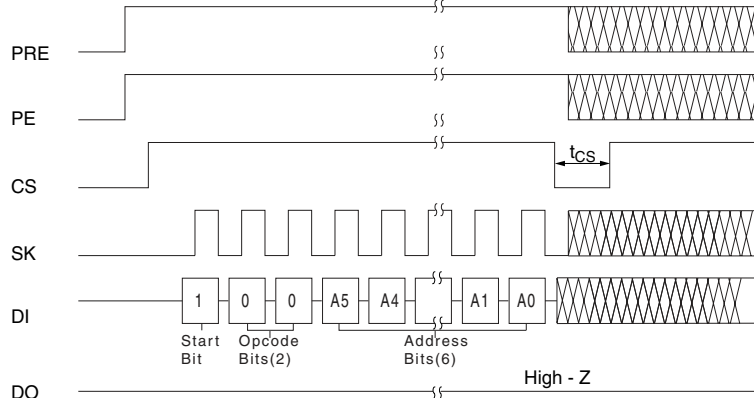 PRE
PE
CS
tCS
SK
DI
1 0 0 A5 A4 A1 A0
Start Bit
Opcode Bits(2)
Address Bits(6)
DO
High - Z